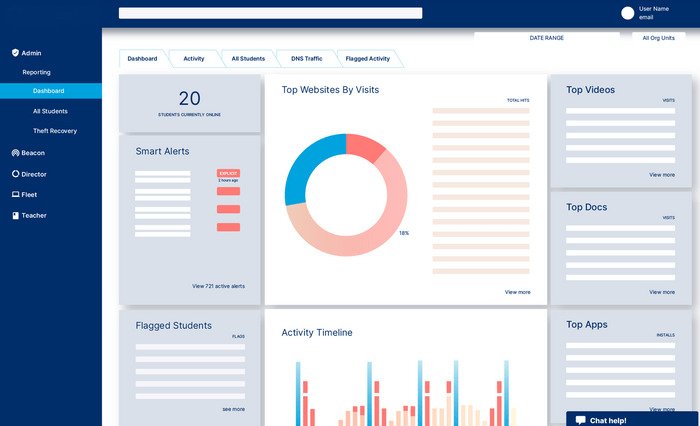 User Name
email
DATE RANGE
All Org Units
Admin
Reporting
Dashboard
All Students
Theft Recovery
Beacon
Director
Fleet
Teacher
Dashboard
Activity
All Students
DNS Traffic
Flagged Activity
20
STUDENTS CURRENTLY ONLINE
Smart Alerts
EXPLICIT
2 hours ago
View 721 active alerts
Flagged Students
FLAGS
see more
Top Websites By Visits
TOTAL HITS
18%
View more
Activity Timeline
Top Videos
VISITS
View more
Top Docs
VISITS
View more
Top Apps
INSTALLS
View more
Chat help!